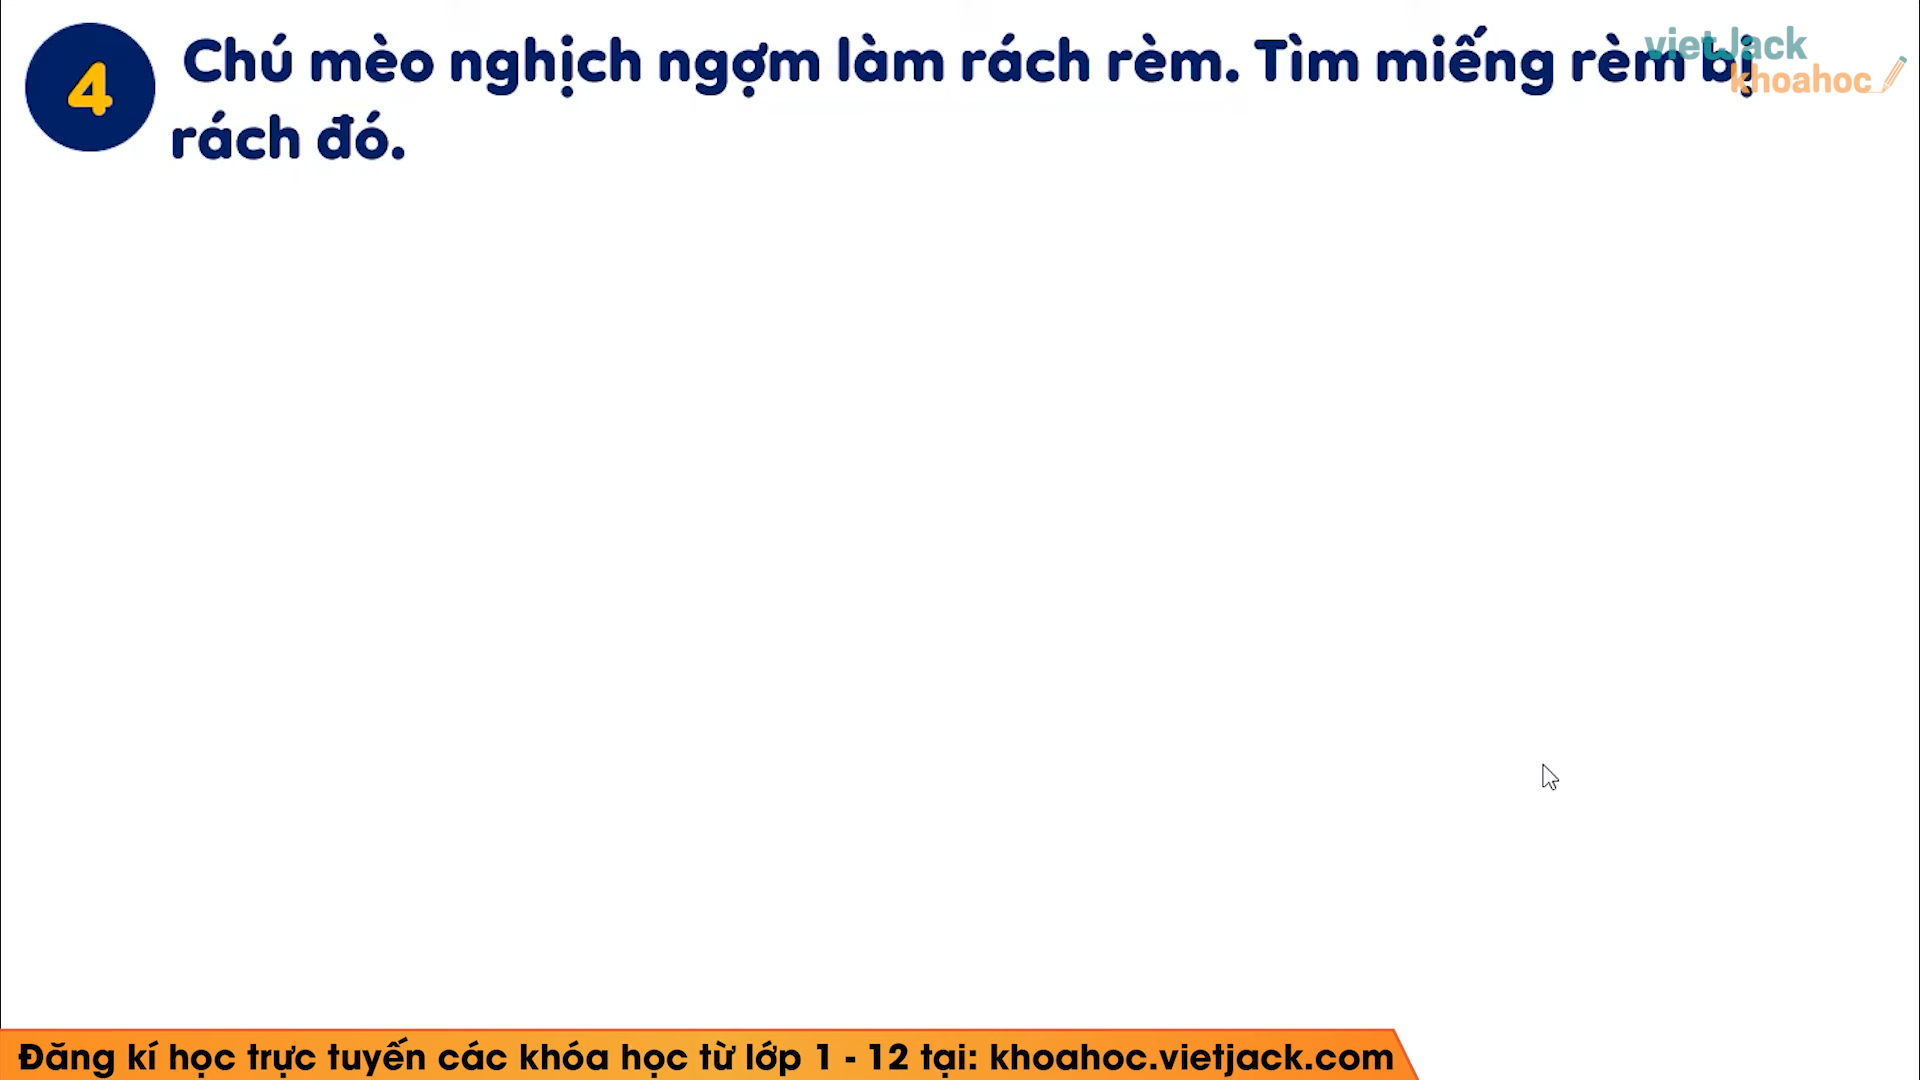 4
Chú mèo nghịch ngợm làm rách rèm. Tìm miếng rèm bị
rách đó.
vietJack
khoahoc
Đăng kí học trực tuyến các khóa học từ lớp 1 - 12 tại: khoahoc.vietjack.com